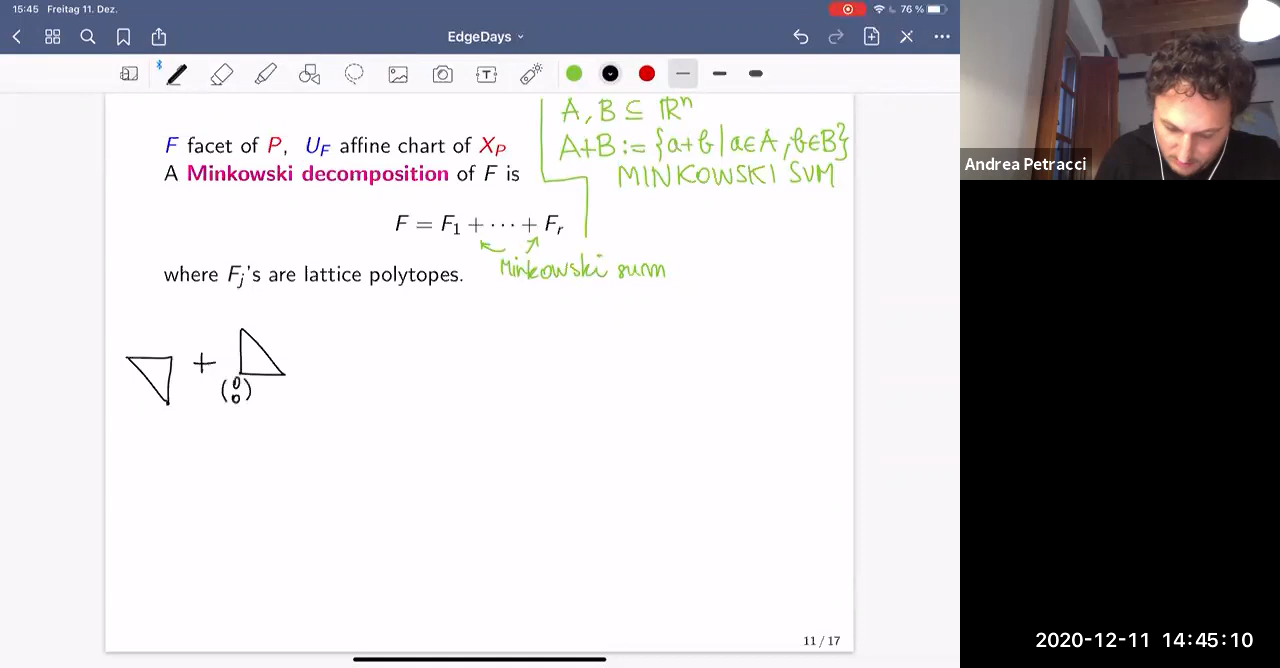 15:45 Freitag 11. Dez.
76 %
EdgeDays
T
A, B ⊆ ℝⁿ
F facet of P, U_F affine chart of X_P
A+B := {a+b | a∈A, b∈B}
A Minkowski decomposition of F is
MINKOWSKI SUM
F = F₁ + ··· + Fᵣ
Minkowski sum
where Fⱼ's are lattice polytopes.
+
(0 0)
11 / 17
Andrea Petracci
2020-12-11 14:45:10